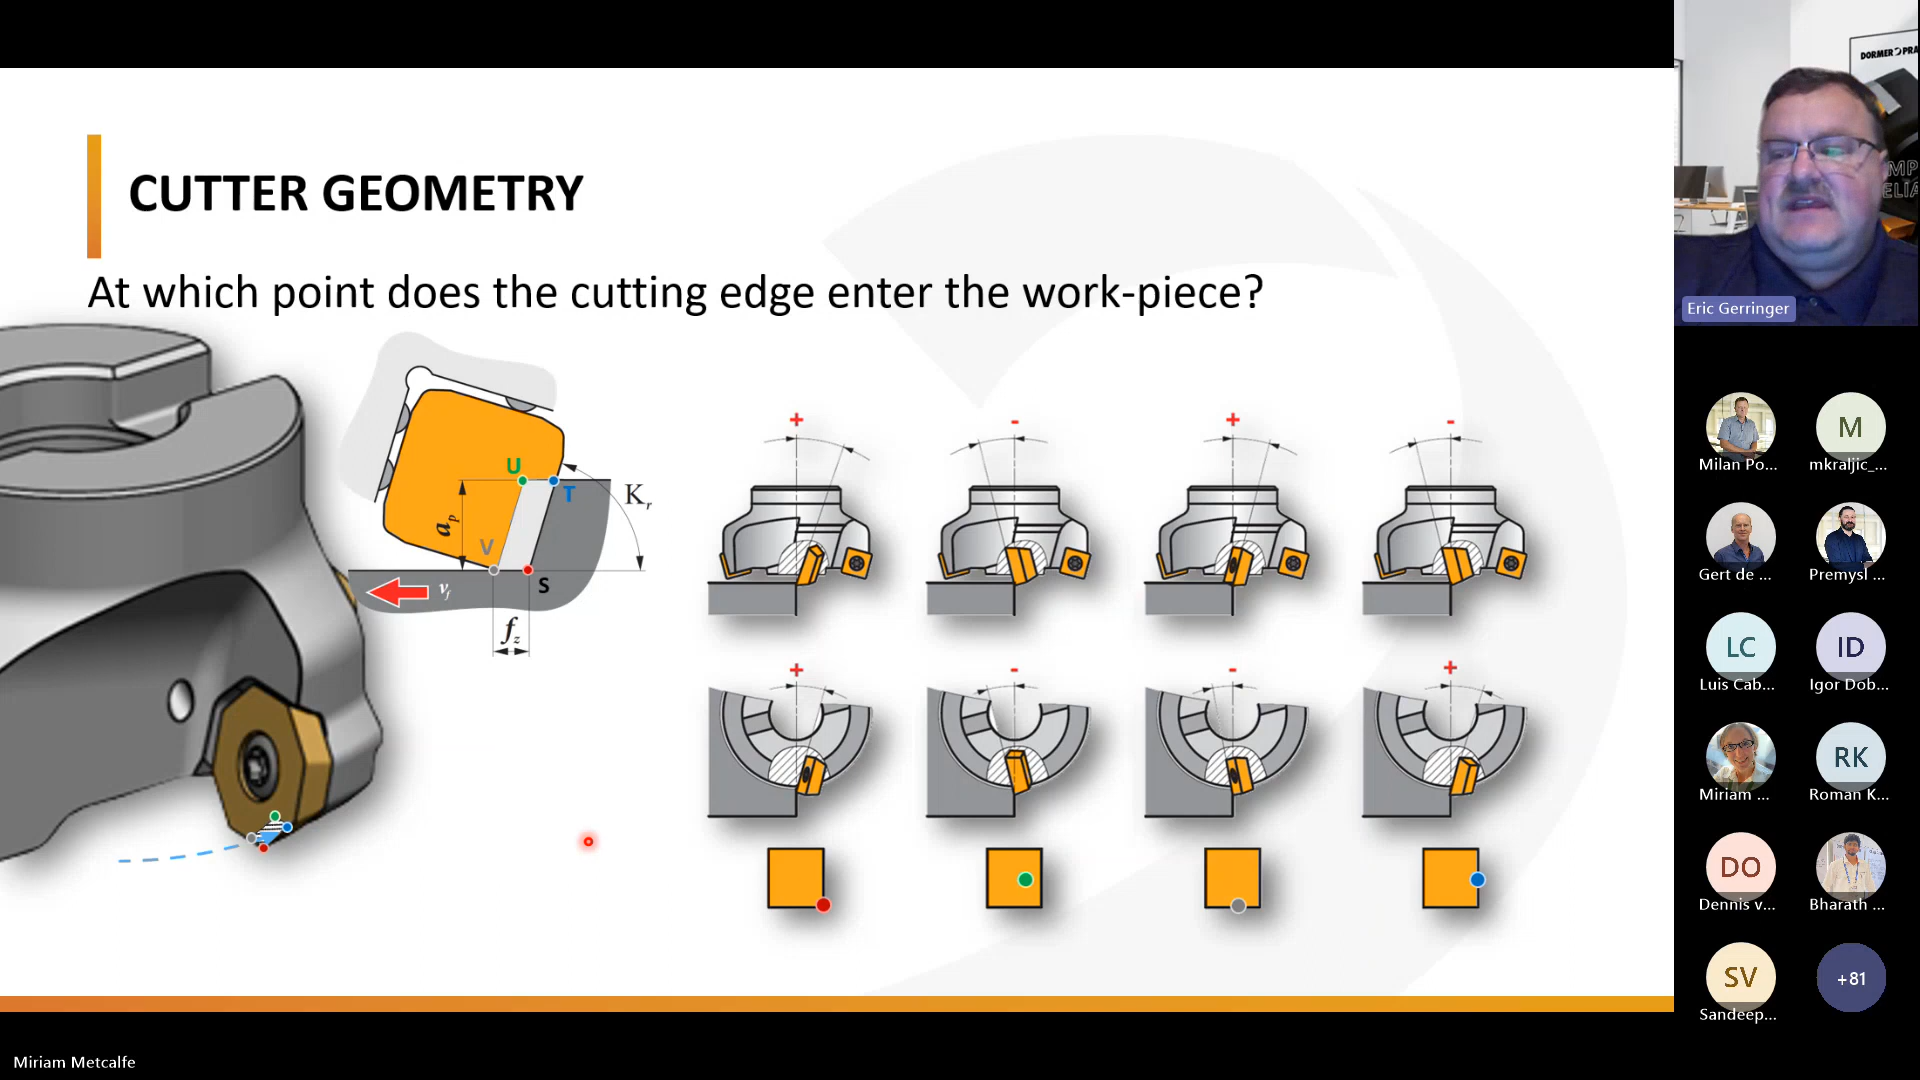 CUTTER GEOMETRY
At which point does the cutting edge enter the work-piece?
U
T
Kr
ap
V
S
vf
fz
+
-
+
-
+
-
-
+
DORMER PRA
Eric Gerringer
Milan Po...
M
mkraljic_...
Gert de ...
Premysl ...
LC
Luis Cab...
ID
Igor Dob...
Miriam ...
RK
Roman K...
DO
Dennis v...
Bharath ...
SV
Sandeep...
+81
Miriam Metcalfe